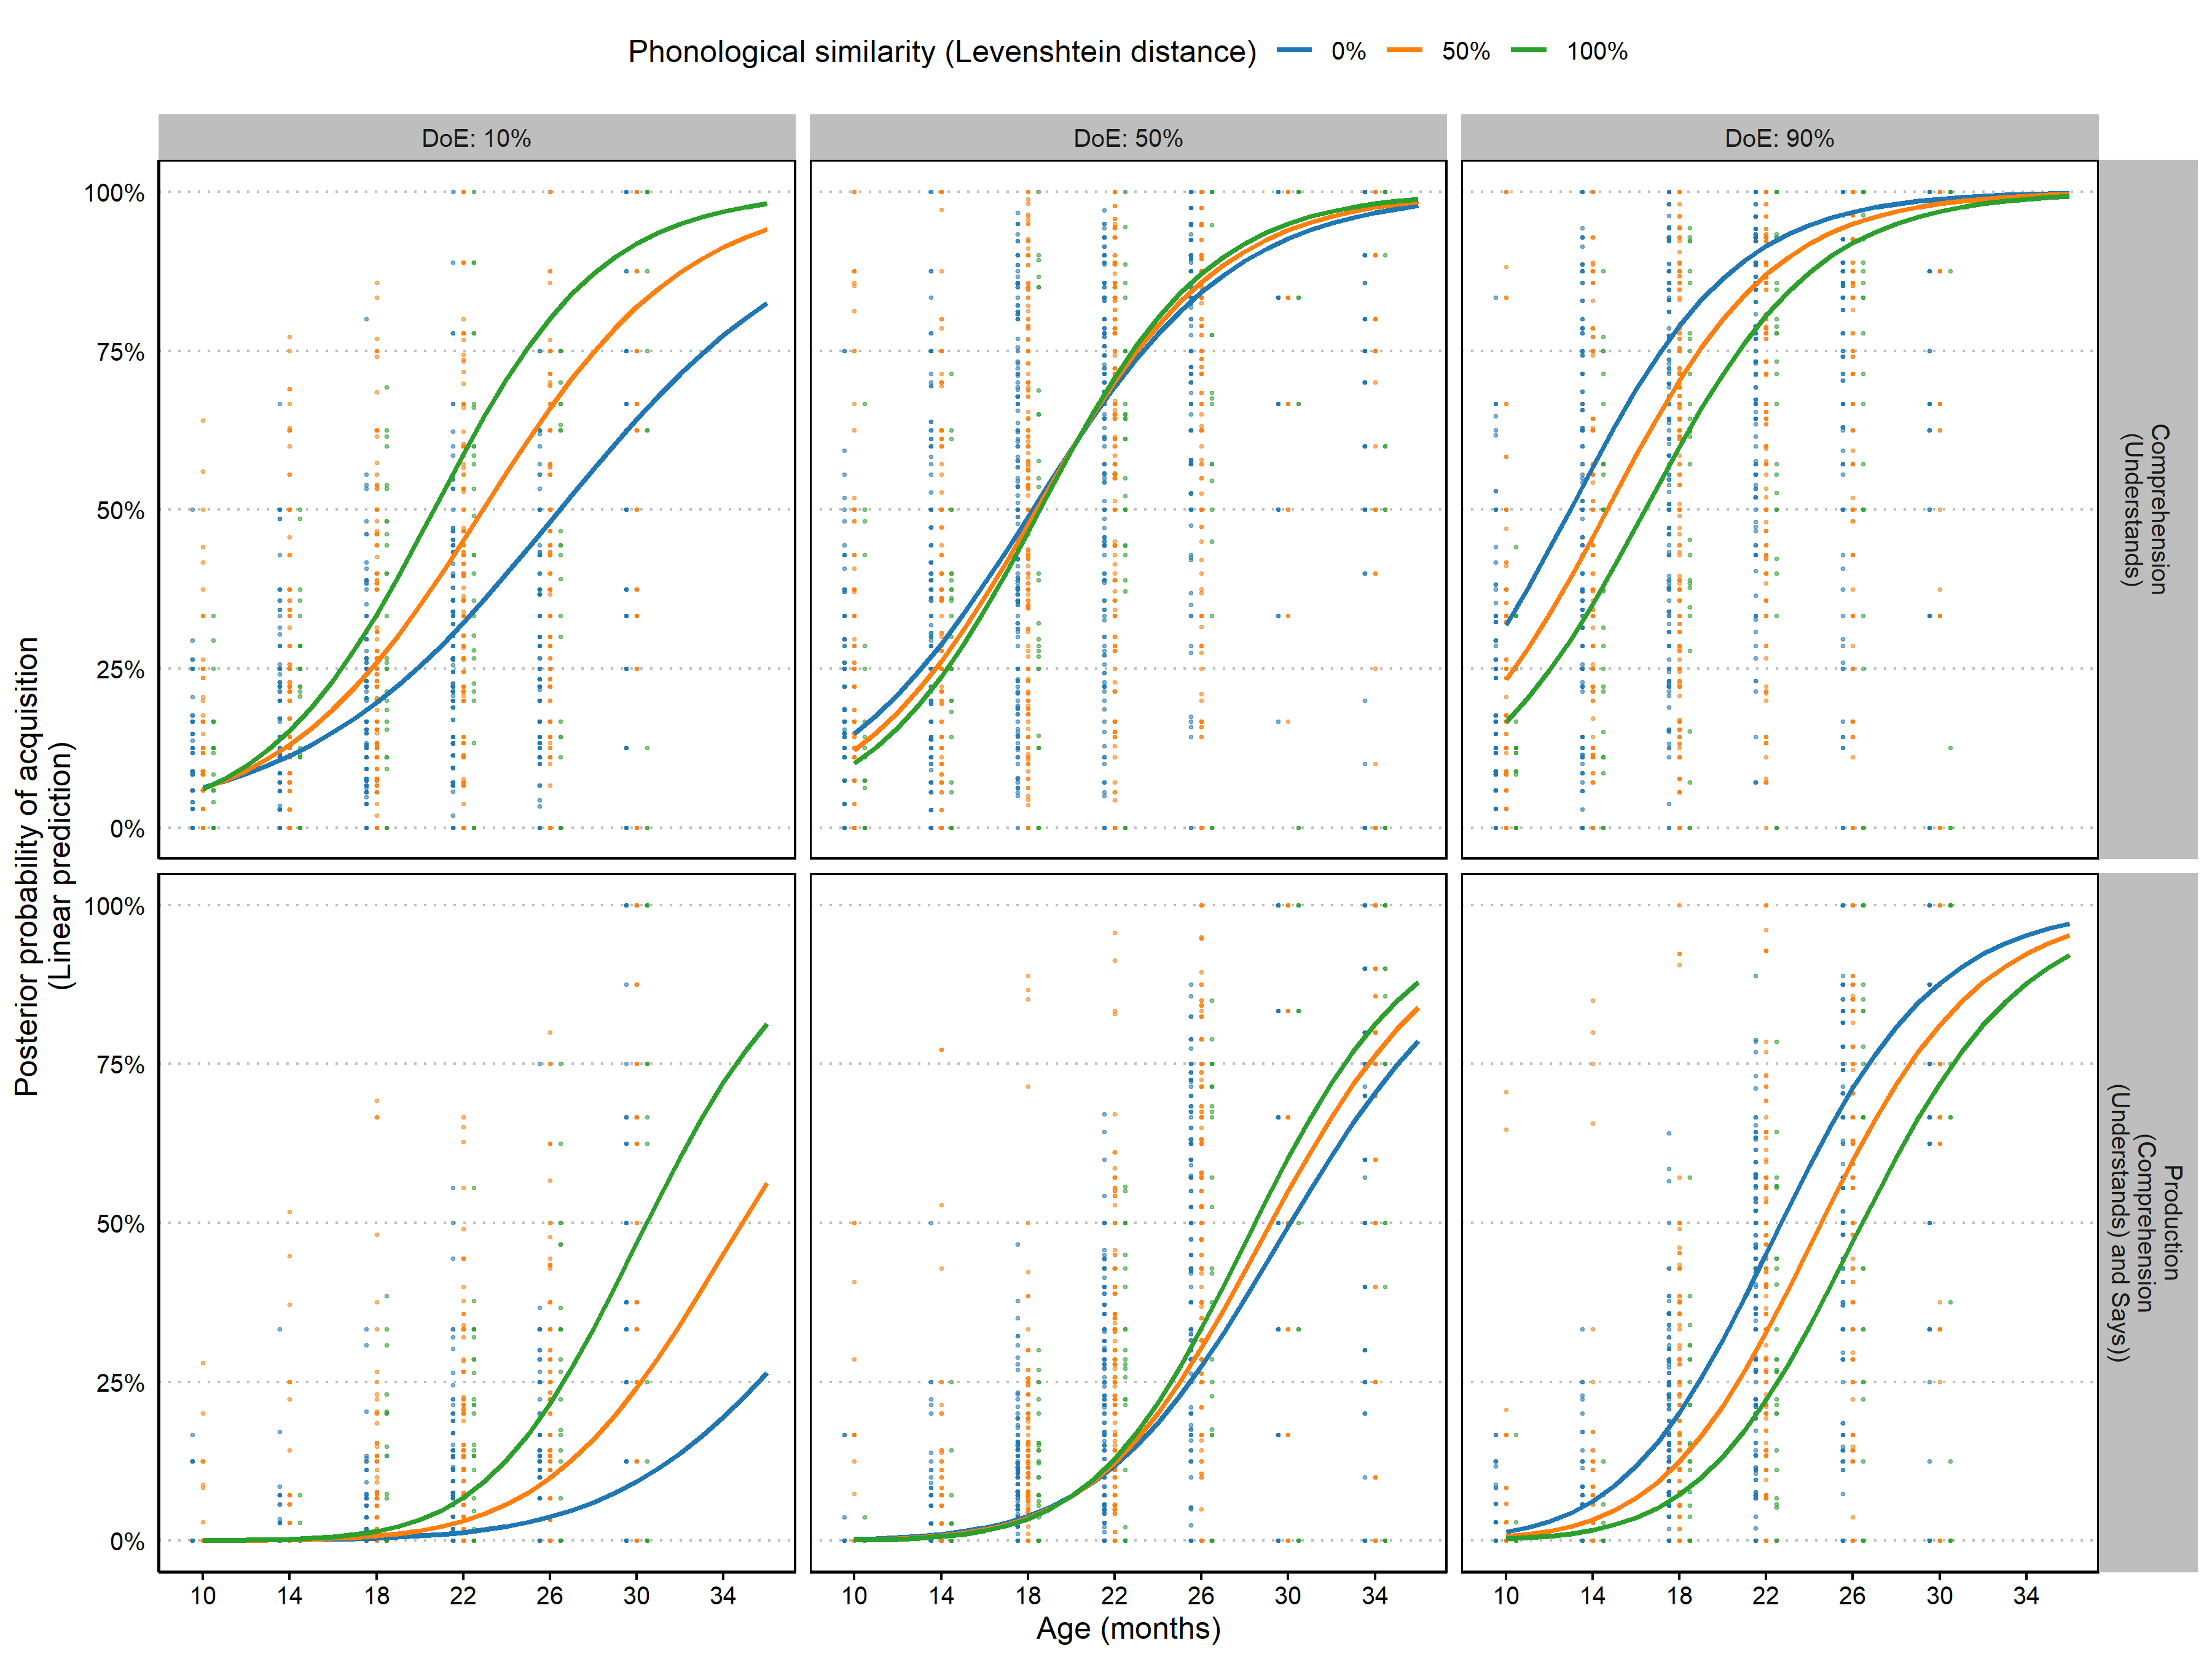 Phonological similarity (Levenshtein distance) 0% 50% 100%
DoE: 10% DoE: 50% DoE: 90%
Posterior probability of acquisition
(Linear prediction)
100%
75%
50%
25%
0%
Comprehension
(Understands)
100%
75%
50%
25%
0%
Production
(Comprehension
(Understands) and Says))
10 14 18 22 26 30 34 10 14 18 22 26 30 34 10 14 18 22 26 30 34
Age (months)